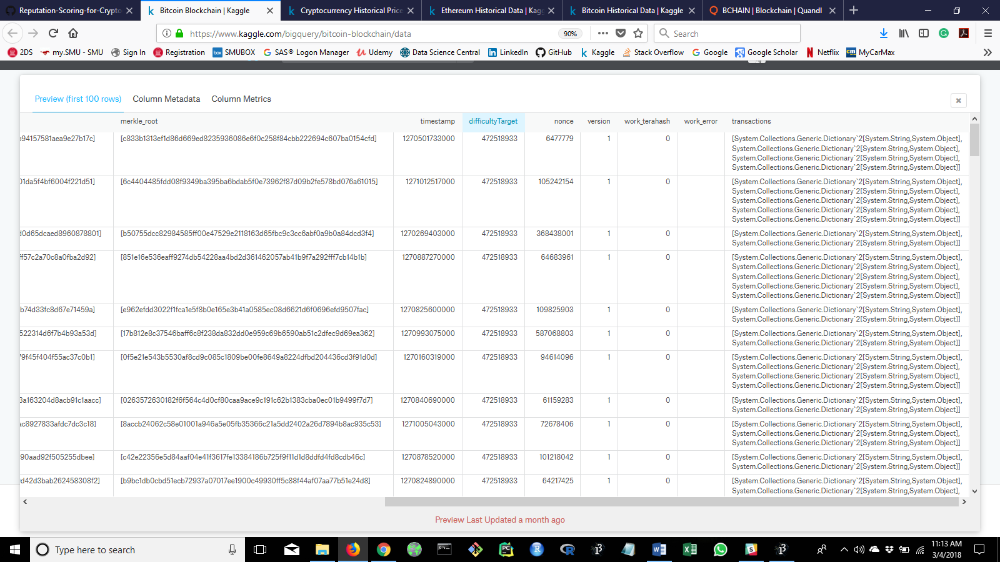 Reputation-Scoring-for-Crypto
Bitcoin Blockchain | Kaggle
Cryptocurrency Historical Price
Ethereum Historical Data | Kagg
Bitcoin Historical Data | Kaggle
BCHAIN | Blockchain | Quandl
https://www.kaggle.com/bigquery/bitcoin-blockchain/data
90%
Search
2DS
my.SMU - SMU
Sign In
Registration
SMUBOX
SAS® Logon Manager
Udemy
Data Science Central
LinkedIn
GitHub
Kaggle
Stack Overflow
Google
Google Scholar
Netflix
MyCarMax
Preview (first 100 rows) Column Metadata Column Metrics
merkle_root timestamp difficultyTarget nonce version work_terahash work_error transactions
b94157581aea9e27b17c] [c833b1313ef1d86d669ed8235936086e6f0c258f84cbb222694c607ba0154cfd] 1270501733000 472518933 6477779 1 0 [System.Collections.Generic.Dictionary`2[System.String,System.Object],
System.Collections.Generic.Dictionary`2[System.String,System.Object],
System.Collections.Generic.Dictionary`2[System.String,System.Object],
System.Collections.Generic.Dictionary`2[System.String,System.Object]]
01da5f4bf6004f221d51] [6c4404485fdd08f9349ba395ba6bdab5f0e73962f87d09b2fe578bd076a61015] 1271012517000 472518933 105242154 1 0 [System.Collections.Generic.Dictionary`2[System.String,System.Object],
System.Collections.Generic.Dictionary`2[System.String,System.Object],
System.Collections.Generic.Dictionary`2[System.String,System.Object],
System.Collections.Generic.Dictionary`2[System.String,System.Object],
System.Collections.Generic.Dictionary`2[System.String,System.Object]]
d0d65dcaed8960878801] [b50755dcc82984585ff00e47529e2118163d65fbc9c3cc6abf0a9b0a84dcd3f4] 1270269403000 472518933 368438001 1 0 [System.Collections.Generic.Dictionary`2[System.String,System.Object],
System.Collections.Generic.Dictionary`2[System.String,System.Object]]
ff57c2a70c8a0fba2d92] [851e16e536eaff9274db54228aa4bd2d361462057ab41b9f7a292fff7cb14b1b] 1270887270000 472518933 64683961 1 0 [System.Collections.Generic.Dictionary`2[System.String,System.Object],
System.Collections.Generic.Dictionary`2[System.String,System.Object],
System.Collections.Generic.Dictionary`2[System.String,System.Object],
System.Collections.Generic.Dictionary`2[System.String,System.Object],
System.Collections.Generic.Dictionary`2[System.String,System.Object]]
b74d33fc8d67e71459a] [e962efdd3022f1fca1e5f8b0e165e3b41a0585ec08d6621d6f0696efd9507fac] 1270825600000 472518933 109825903 1 0 [System.Collections.Generic.Dictionary`2[System.String,System.Object],
System.Collections.Generic.Dictionary`2[System.String,System.Object]]
522314d6f7b4b93a53d] [17b812e8c37546baff6c8f238da832dd0e959c69b6590ab51c2dfec9d69ea362] 1270993075000 472518933 587068803 1 0 [System.Collections.Generic.Dictionary`2[System.String,System.Object],
System.Collections.Generic.Dictionary`2[System.String,System.Object]]
79f45f404f55ac37c0b1] [0f5e21e543b5530af8cd9c085c1809be00fe8649a8224dfbd204436cd3f91d0d] 1270160319000 472518933 94614096 1 0 [System.Collections.Generic.Dictionary`2[System.String,System.Object],
System.Collections.Generic.Dictionary`2[System.String,System.Object],
System.Collections.Generic.Dictionary`2[System.String,System.Object],
System.Collections.Generic.Dictionary`2[System.String,System.Object]]
3a163204d8acb91c1aacc] [0263572630182f6f564c4d0cf80caa9ace9c191c62b1383cba0ec01b9499f7d7] 1270840690000 472518933 61159283 1 0 [System.Collections.Generic.Dictionary`2[System.String,System.Object],
System.Collections.Generic.Dictionary`2[System.String,System.Object]]
ac8927833afdc7dc3c18] [8accb24062c58e01001a946a5e05fb35366c21a5dd2402a26d7894b8ac935c53] 1271005043000 472518933 72678406 1 0 [System.Collections.Generic.Dictionary`2[System.String,System.Object],
System.Collections.Generic.Dictionary`2[System.String,System.Object],
System.Collections.Generic.Dictionary`2[System.String,System.Object]]
90aad92f505255dbee] [c42e22356e5d84aaf04e41f3617fe13384186b725f9f11d1d8ddfd4fd8cdb46c] 1270878520000 472518933 101218042 1 0 [System.Collections.Generic.Dictionary`2[System.String,System.Object],
System.Collections.Generic.Dictionary`2[System.String,System.Object]]
9d42d3bab262458308f2] [b9bc1db0cbd51ecb72937a07017ee1900c49930ff5c88f44af07aa77b51e24d8] 1270824890000 472518933 64217425 1 0 [System.Collections.Generic.Dictionary`2[System.String,System.Object],
System.Collections.Generic.Dictionary`2[System.String,System.Object],
Preview Last Updated a month ago
Type here to search
11:13 AM
3/4/2018